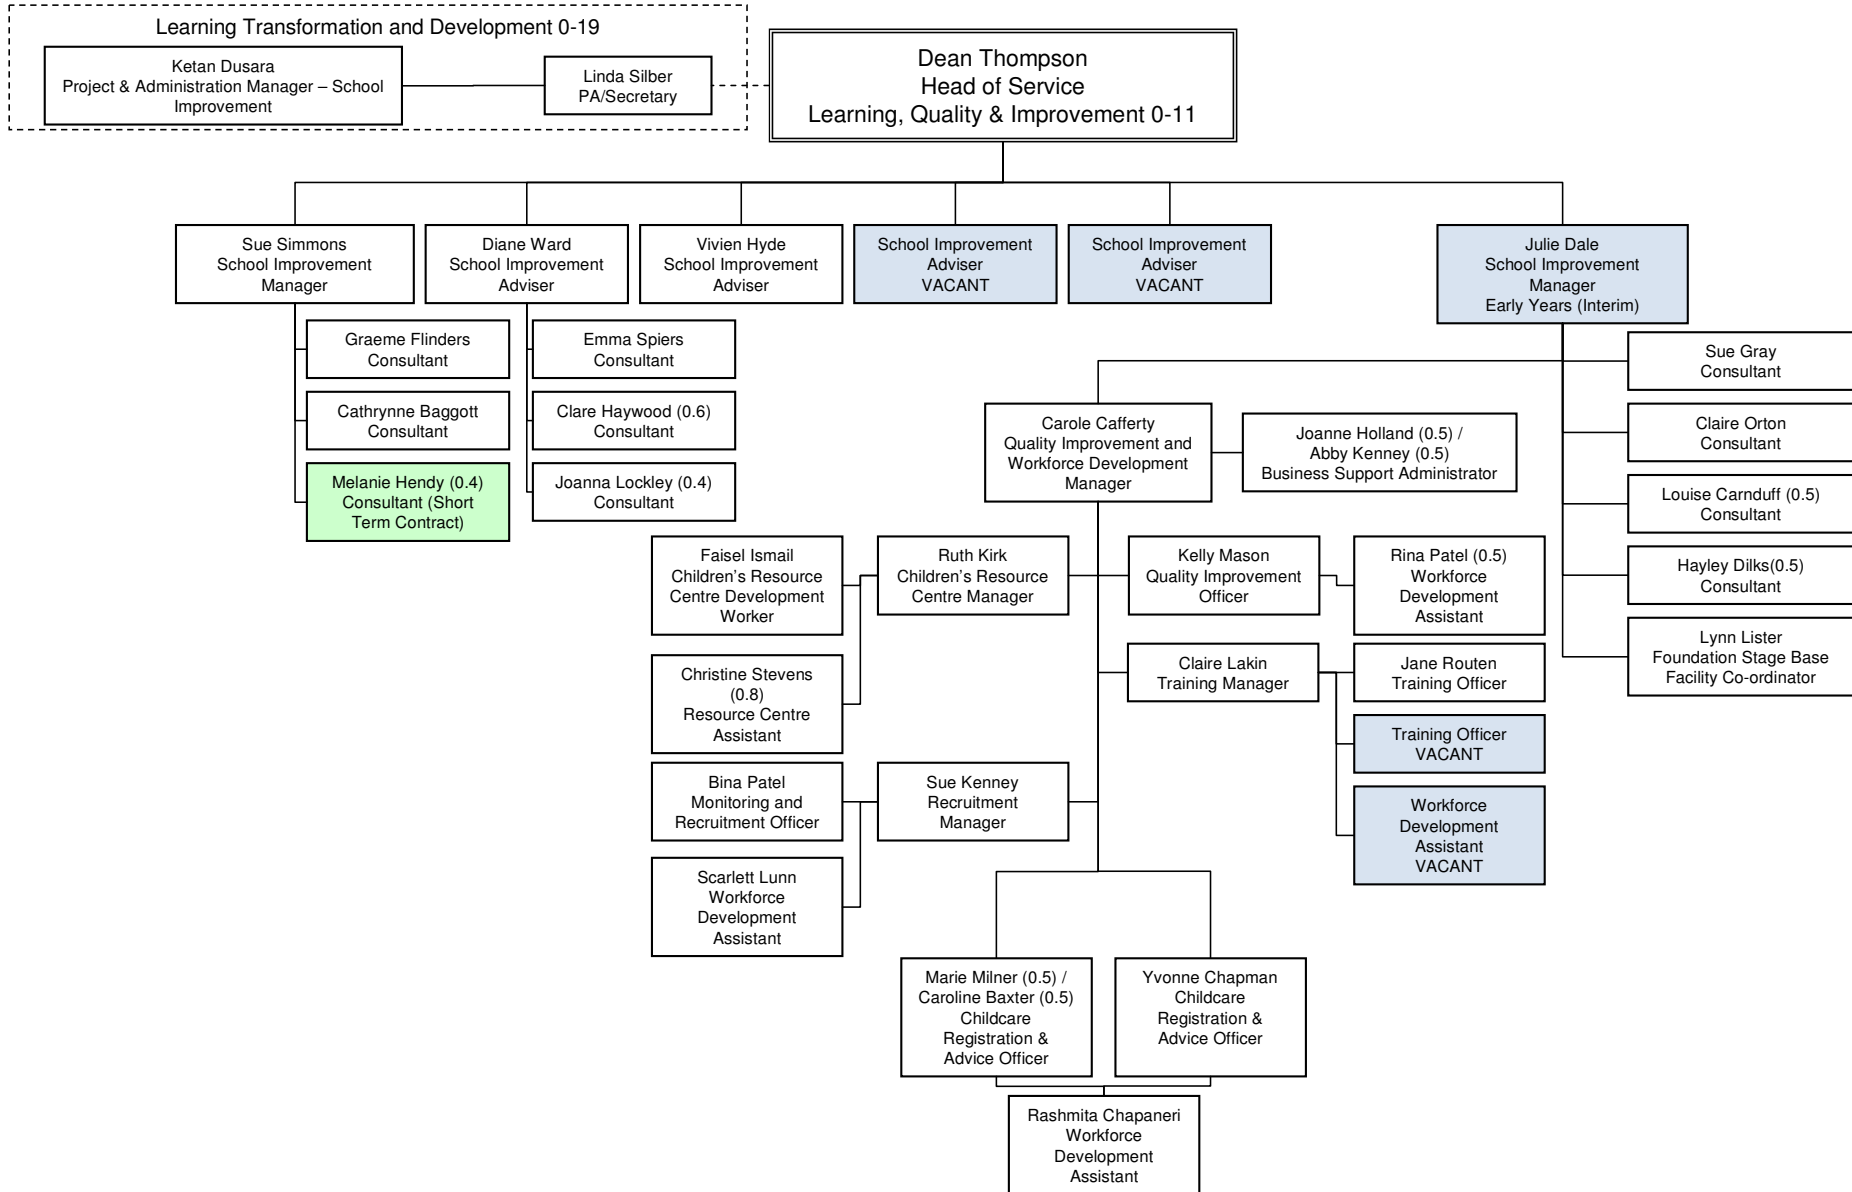 Learning Transformation and Development 0-19
Ketan Dusara
Project & Administration Manager – School
Improvement
Linda Silber
PA/Secretary
Dean Thompson
Head of Service
Learning, Quality & Improvement 0-11
Sue Simmons
School Improvement
Manager
Diane Ward
School Improvement
Adviser
Vivien Hyde
School Improvement
Adviser
School Improvement
Adviser
VACANT
School Improvement
Adviser
VACANT
Julie Dale
School Improvement
Manager
Early Years (Interim)
Graeme Flinders
Consultant
Cathrynne Baggott
Consultant
Melanie Hendy (0.4)
Consultant (Short
Term Contract)
Emma Spiers
Consultant
Clare Haywood (0.6)
Consultant
Joanna Lockley (0.4)
Consultant
Sue Gray
Consultant
Claire Orton
Consultant
Louise Carnduff (0.5)
Consultant
Hayley Dilks(0.5)
Consultant
Lynn Lister
Foundation Stage Base
Facility Co-ordinator
Carole Cafferty
Quality Improvement and
Workforce Development
Manager
Joanne Holland (0.5) /
Abby Kenney (0.5)
Business Support Administrator
Faisel Ismail
Children’s Resource
Centre Development
Worker
Ruth Kirk
Children’s Resource
Centre Manager
Kelly Mason
Quality Improvement
Officer
Rina Patel (0.5)
Workforce
Development
Assistant
Christine Stevens
(0.8)
Resource Centre
Assistant
Claire Lakin
Training Manager
Jane Routen
Training Officer
Training Officer
VACANT
Workforce
Development
Assistant
VACANT
Bina Patel
Monitoring and
Recruitment Officer
Sue Kenney
Recruitment
Manager
Scarlett Lunn
Workforce
Development
Assistant
Marie Milner (0.5) /
Caroline Baxter (0.5)
Childcare
Registration &
Advice Officer
Yvonne Chapman
Childcare
Registration &
Advice Officer
Rashmita Chapaneri
Workforce
Development
Assistant